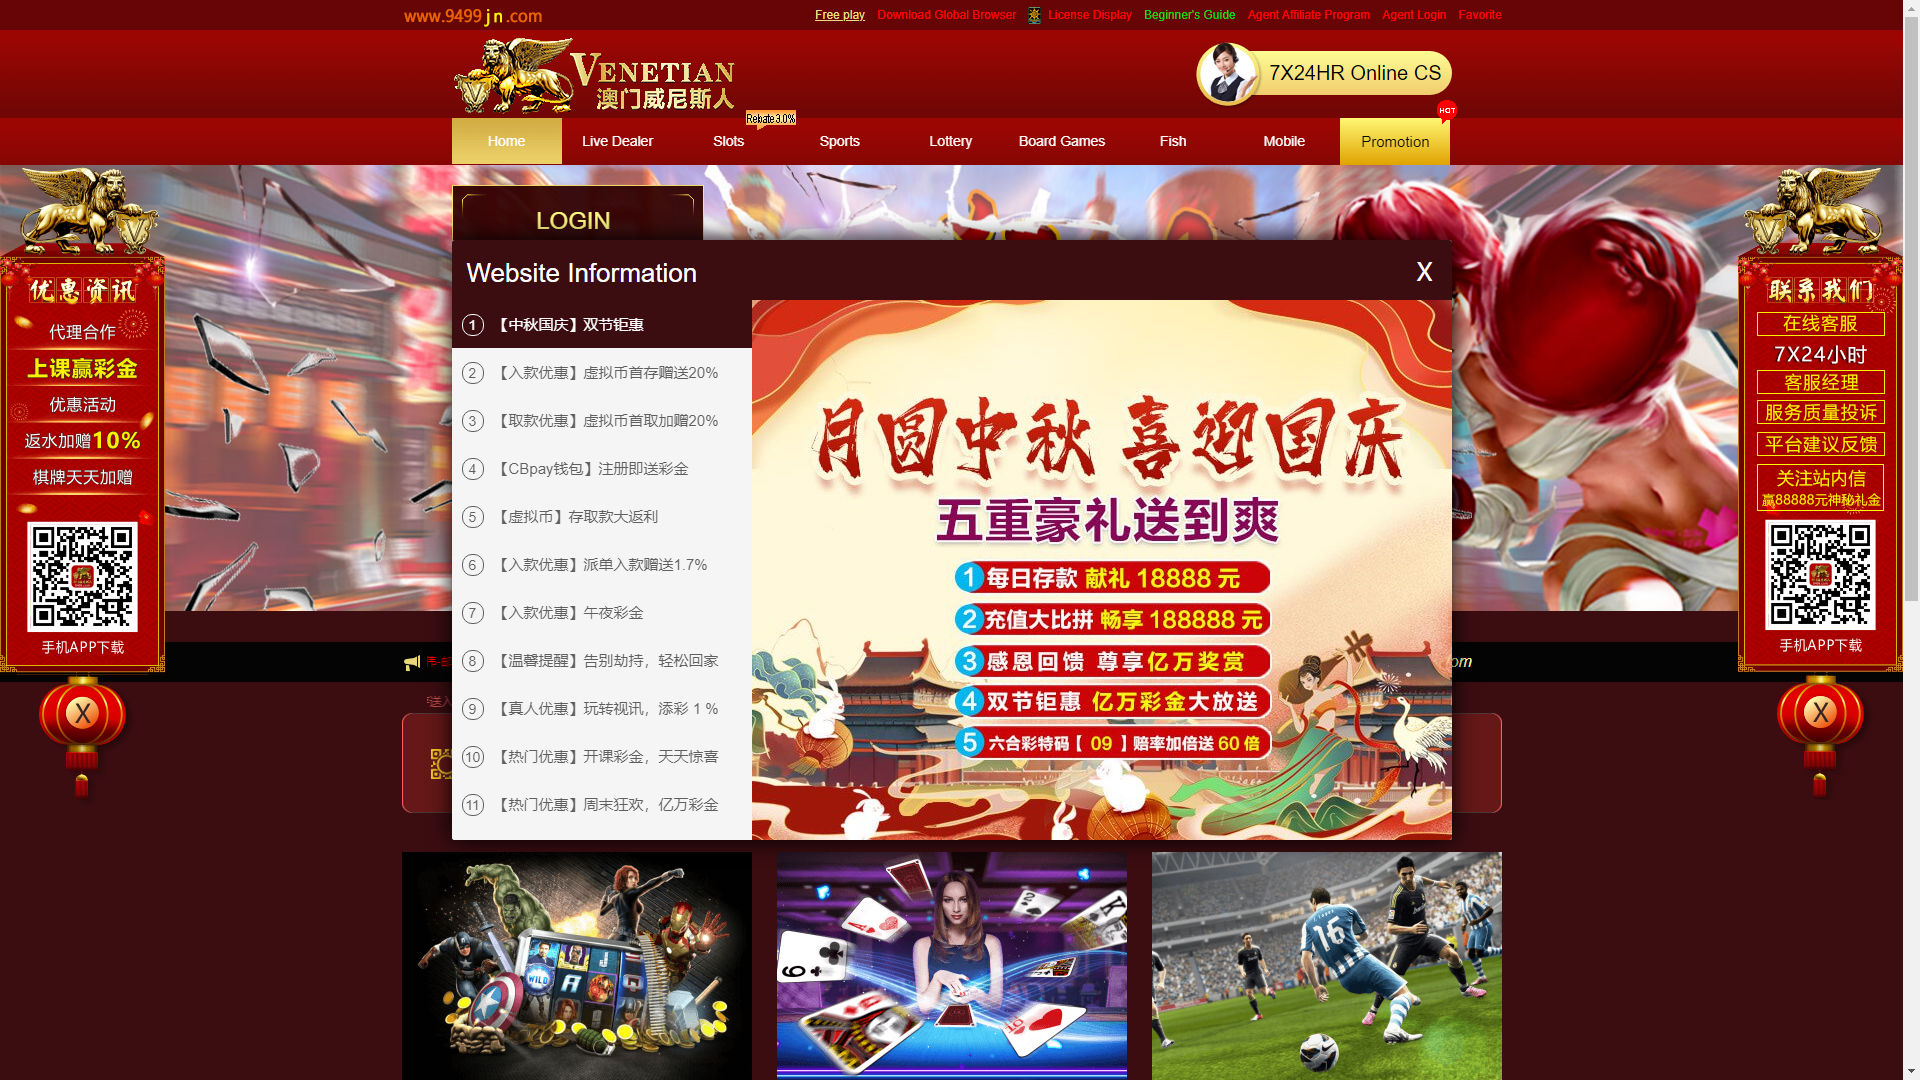 www.9499jn.com
Free play
Download Global Browser
License Display
Beginner's Guide
Agent Affiliate Program
Agent Login
Favorite
VENETIAN
澳门威尼斯人
7X24HR Online CS
Rebate3.0%
HOT
Home
Live Dealer
Slots
Sports
Lottery
Board Games
Fish
Mobile
Promotion
LOGIN
优惠资讯
代理合作
上课赢彩金
优惠活动
返水加赠10%
棋牌天天加赠
手机APP下载
X
Website Information
X
1 【中秋国庆】双节钜惠
2 【入款优惠】虚拟币首存赠送20%
3 【取款优惠】虚拟币首取加赠20%
4 【CBpay钱包】注册即送彩金
5 【虚拟币】存取款大返利
6 【入款优惠】派单入款赠送1.7%
7 【入款优惠】午夜彩金
8 【温馨提醒】告别劫持，轻松回家
9 【真人优惠】玩转视讯，添彩 1 %
10 【热门优惠】开课彩金，天天惊喜
11 【热门优惠】周末狂欢，亿万彩金
月圆中秋 喜迎国庆
五重豪礼送到爽
1 每日存款 献礼 18888 元
2 充值大比拼 畅享 188888 元
3 感恩回馈 尊享亿万奖赏
4 双节钜惠 亿万彩金大放送
5 六合彩特码【 09 】赔率加倍送 60 倍
联系我们
在线客服
7X24小时
客服经理
服务质量投诉
平台建议反馈
关注站内信
赢88888元神秘礼金
手机APP下载
X
om
送入
WILD
16